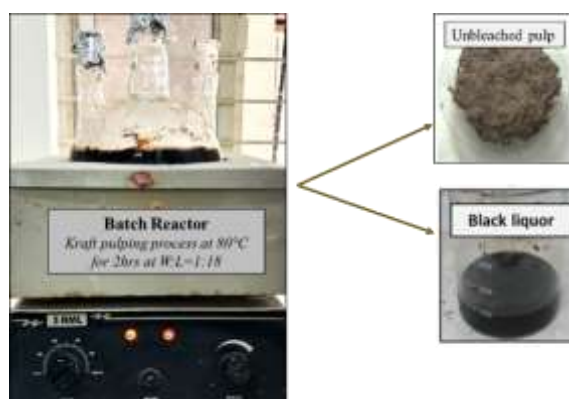 Unbleached pulp
Batch Reactor
Kraft pulping process at 80°C
for 2hrs at W:L=1:18
Black liquor